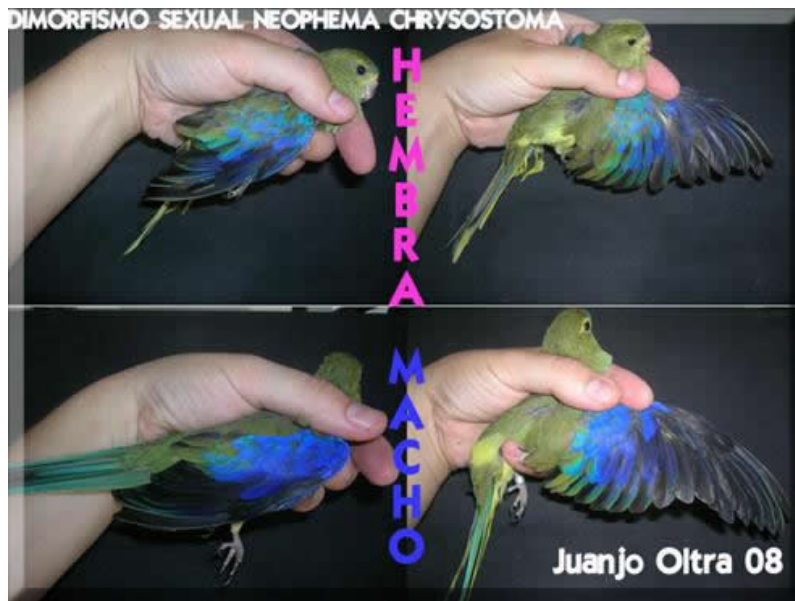 DIMORFISMO SEXUAL NEOPHEMA CHRYSOSTOMA
HEMBRA
MACHO
Juanjo Oltra 08